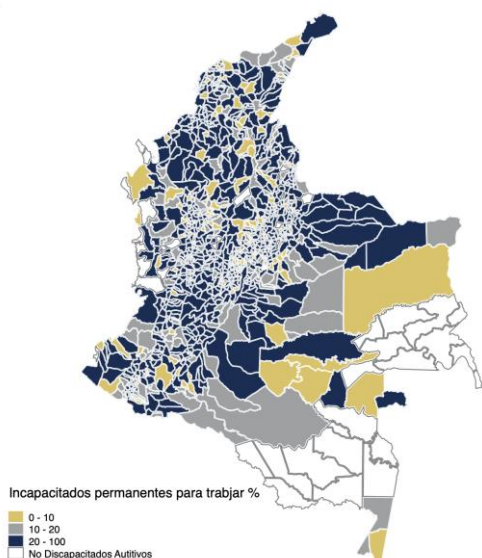 Incapacitados permanentes para trabjar %
0 - 10
10 - 20
20 - 100
No Discapacitados Autitivos